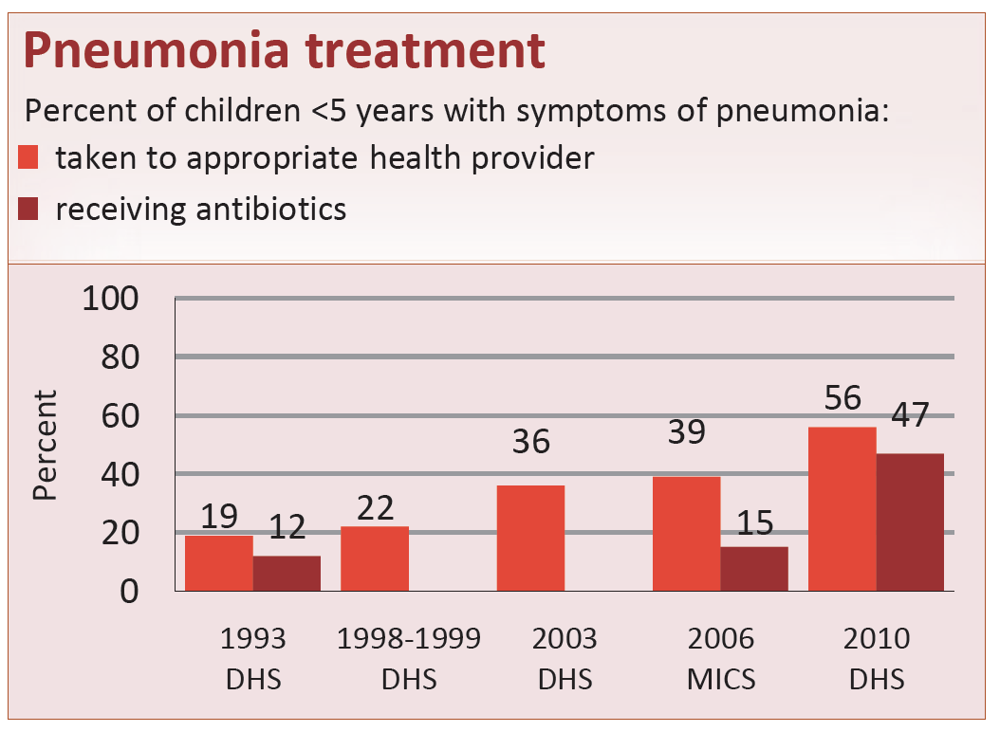 Pneumonia treatment
Percent of children <5 years with symptoms of pneumonia:
taken to appropriate health provider
receiving antibiotics
Percent
100
80
60
40
20
0
19
12
22
36
39
15
56
47
1993
DHS
1998-1999
DHS
2003
DHS
2006
MICS
2010
DHS